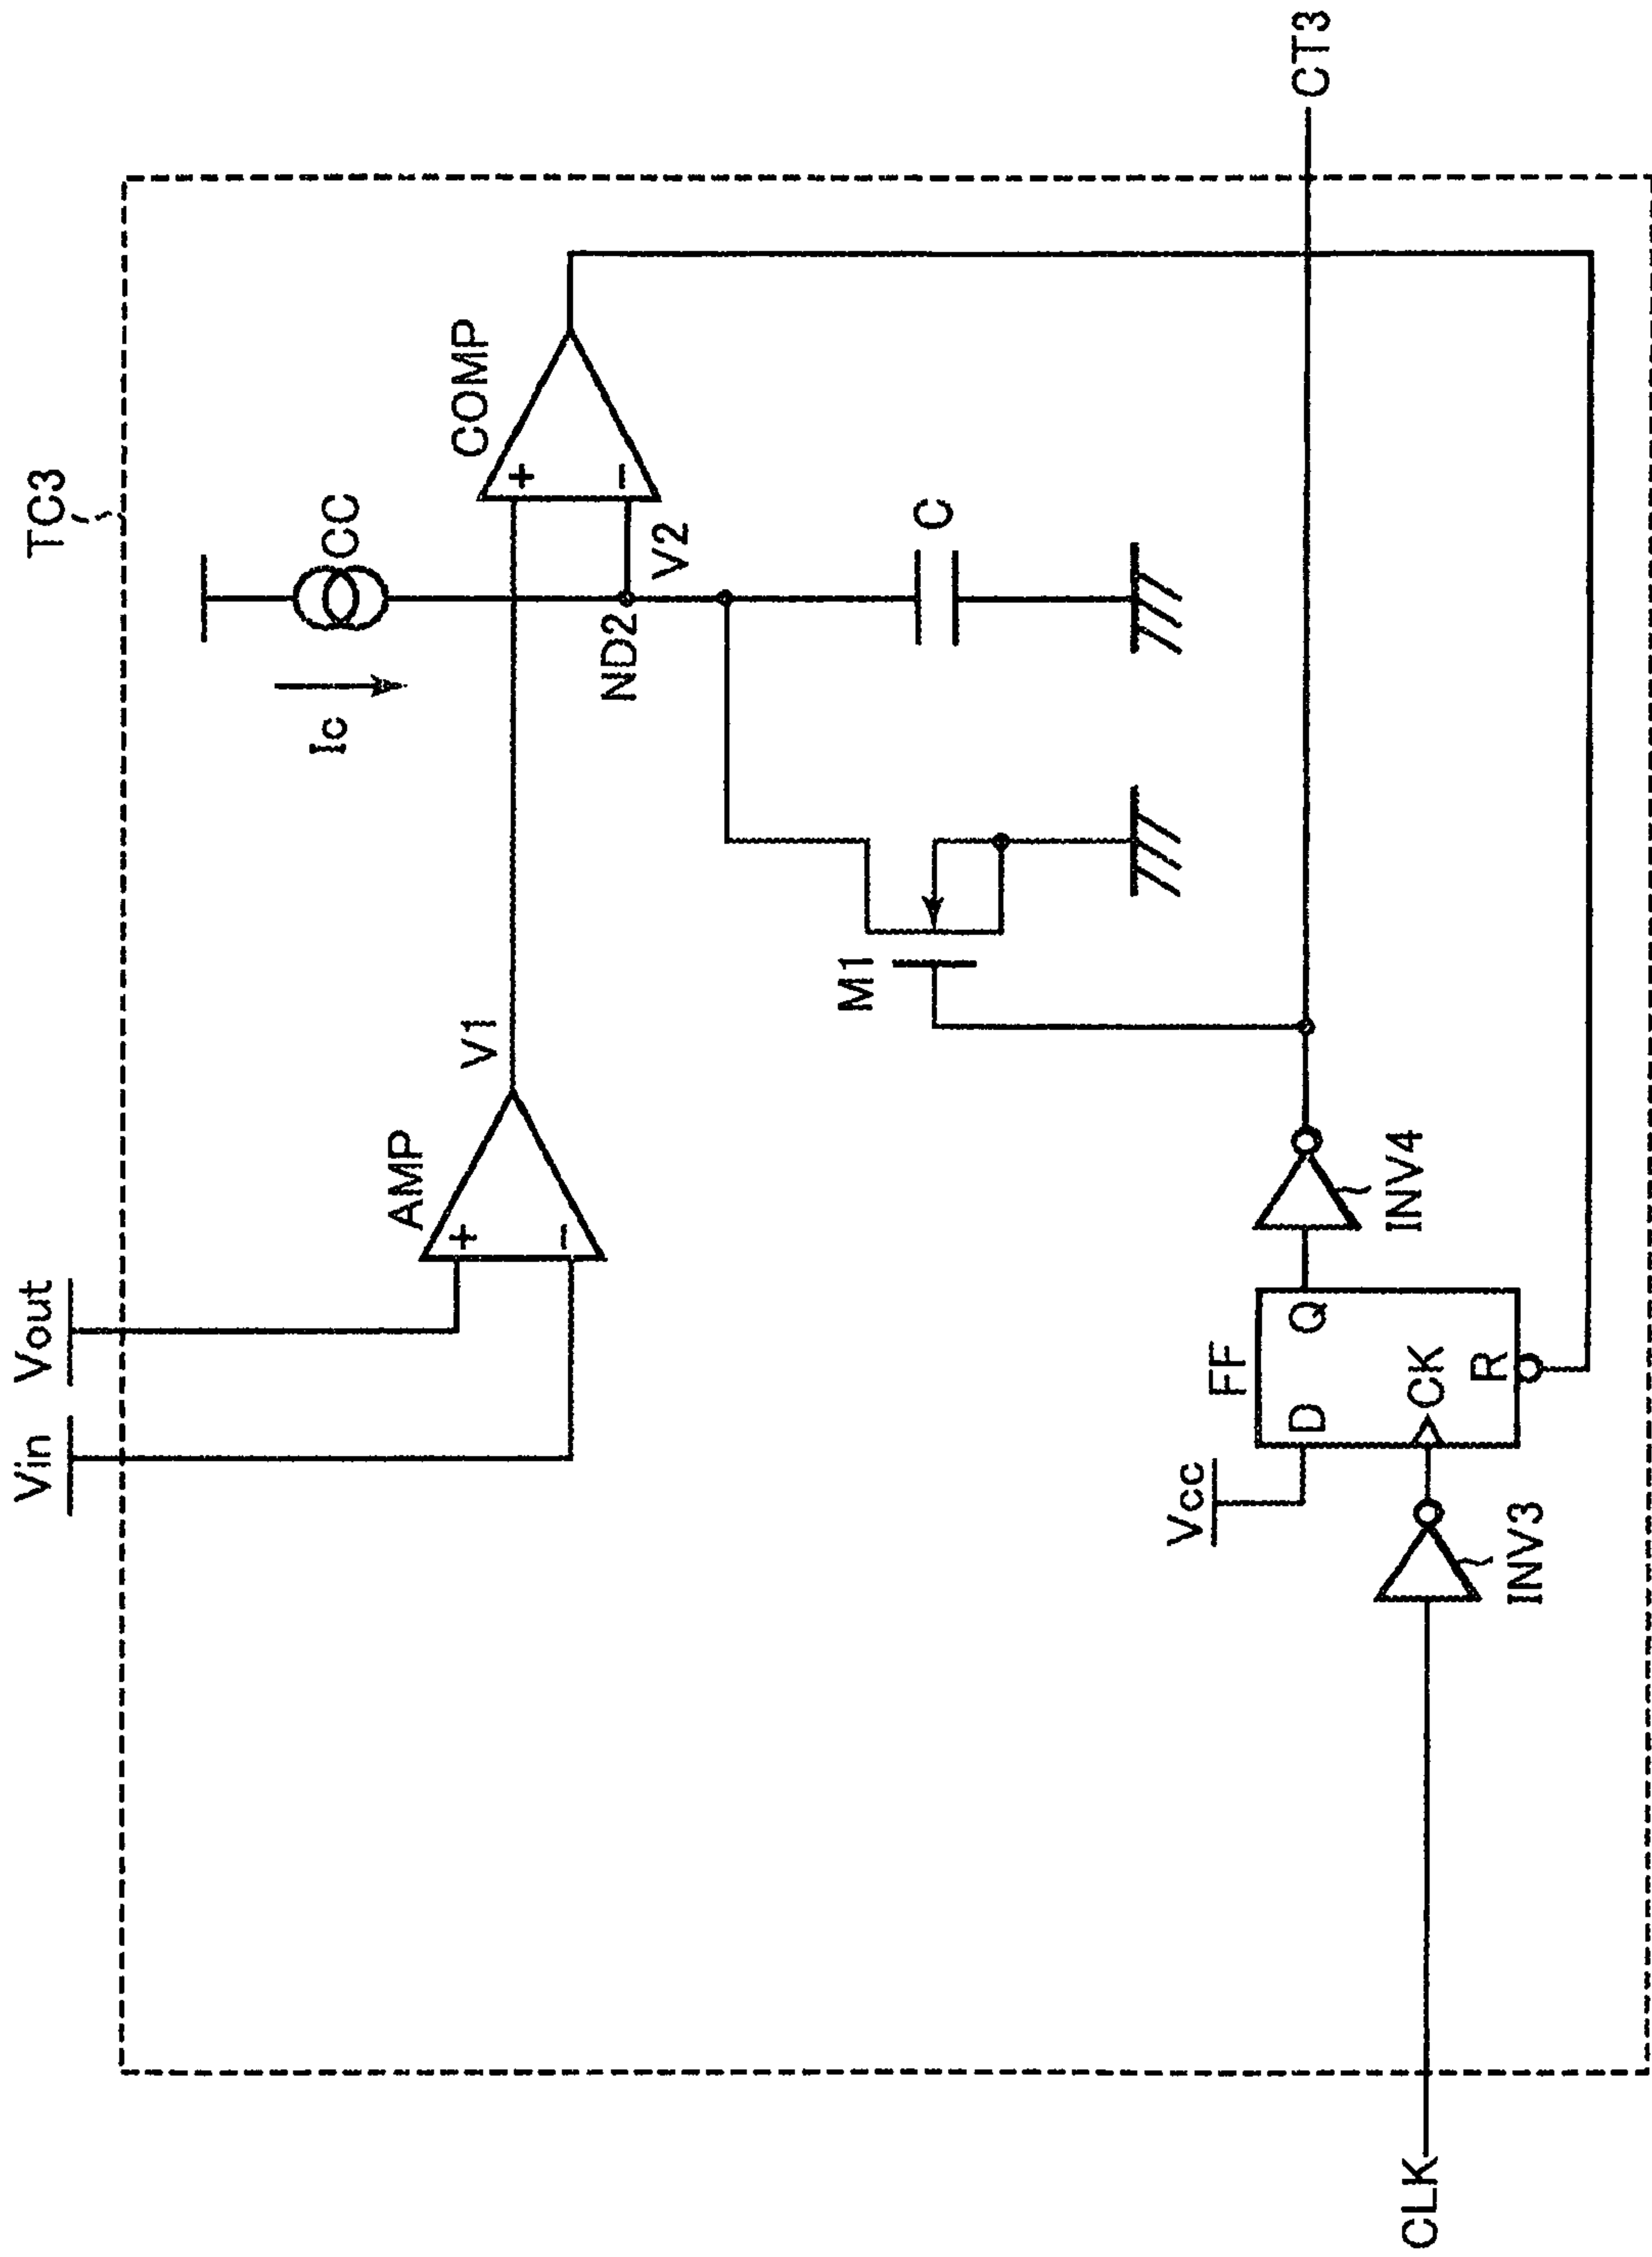 TC3
Vin
Vout
AMP
+
−
V1
Ic
CC
COMP
+
−
ND2
V2
M1
C
Vcc
FF
D
Q
CK
R
INV3
INV4
CLK
CT3